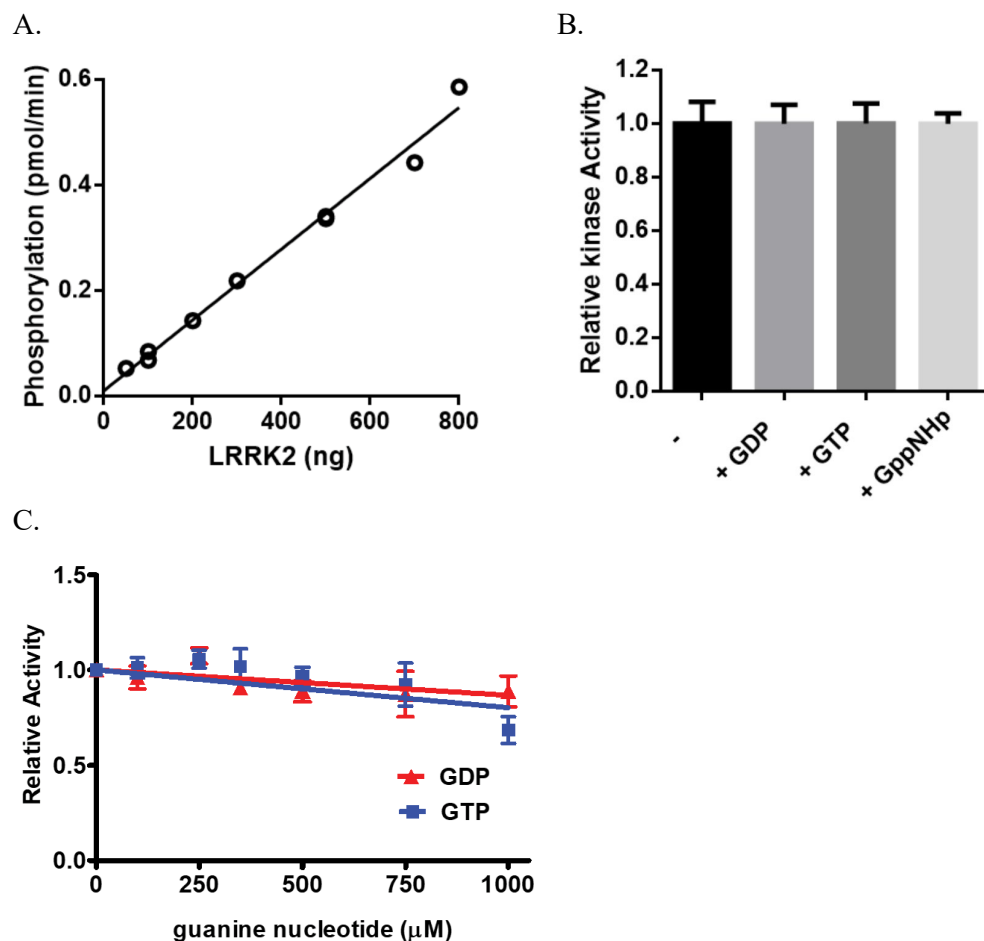 A.
Phosphorylation (pmol/min)
0.6
0.4
0.2
0.0
0 200 400 600 800
LRRK2 (ng)
B.
Relative kinase Activity
1.2
1.0
0.8
0.6
0.4
0.2
0.0
-
+ GDP
+ GTP
+ GppNHp
C.
Relative Activity
1.5
1.0
0.5
0.0
GDP
GTP
0 250 500 750 1000
guanine nucleotide (μM)